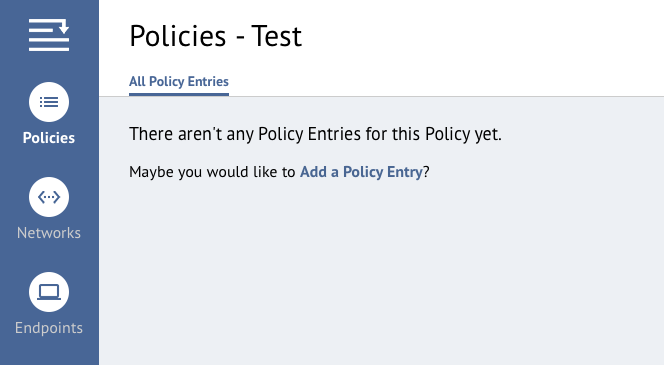 Policies - Test
All Policy Entries
Policies
Networks
Endpoints
There aren't any Policy Entries for this Policy yet.
Maybe you would like to Add a Policy Entry?